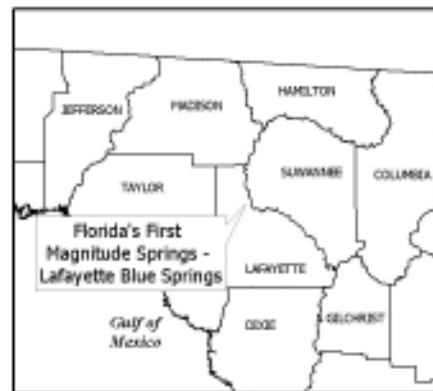 HAMILTON
JEFFERSON
MADISON
SUWANNEE
COLUMBIA
TAYLOR
Florida's First
Magnitude Springs -
Lafayette Blue Springs
LAFAYETTE
Gulf of
Mexico
DIXIE
GILCHRIST